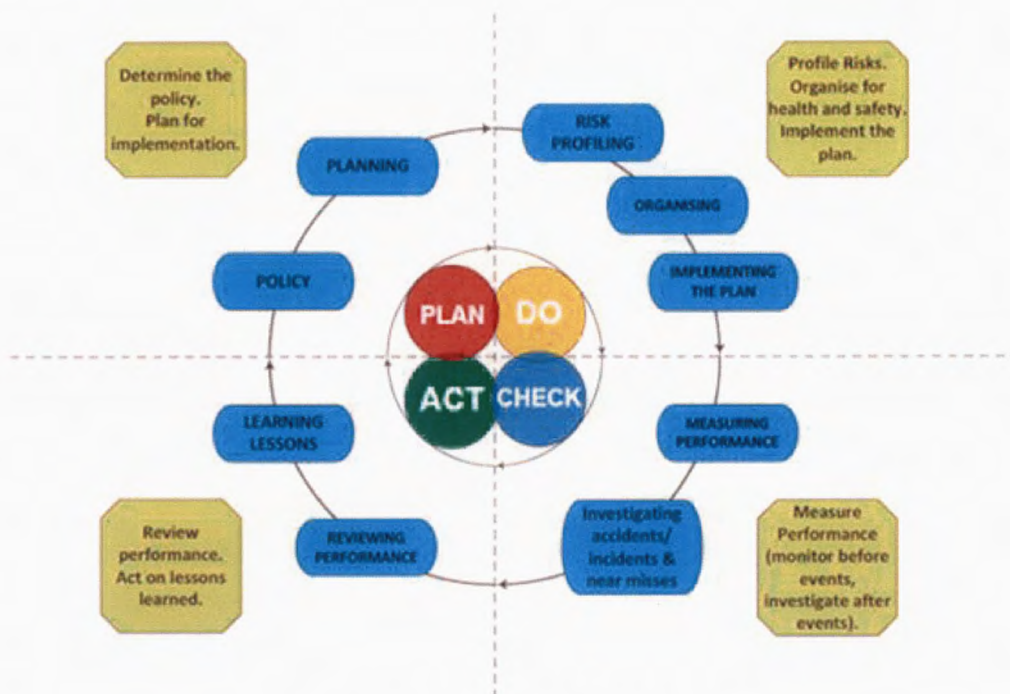 Determine the
policy.
Plan for
implementation.
Profile Risks.
Organise for
health and safety.
Implement the
plan.
PLANNING
RISK
PROFILING
ORGANISING
POLICY
IMPLEMENTING
THE PLAN
PLAN
DO
ACT
CHECK
LEARNING
LESSONS
MEASURING
PERFORMANCE
REVIEWING
PERFORMANCE
Investigating
accidents/
incidents &
near misses
Review
performance.
Act on lessons
learned.
Measure
Performance
(monitor before
events,
investigate after
events).